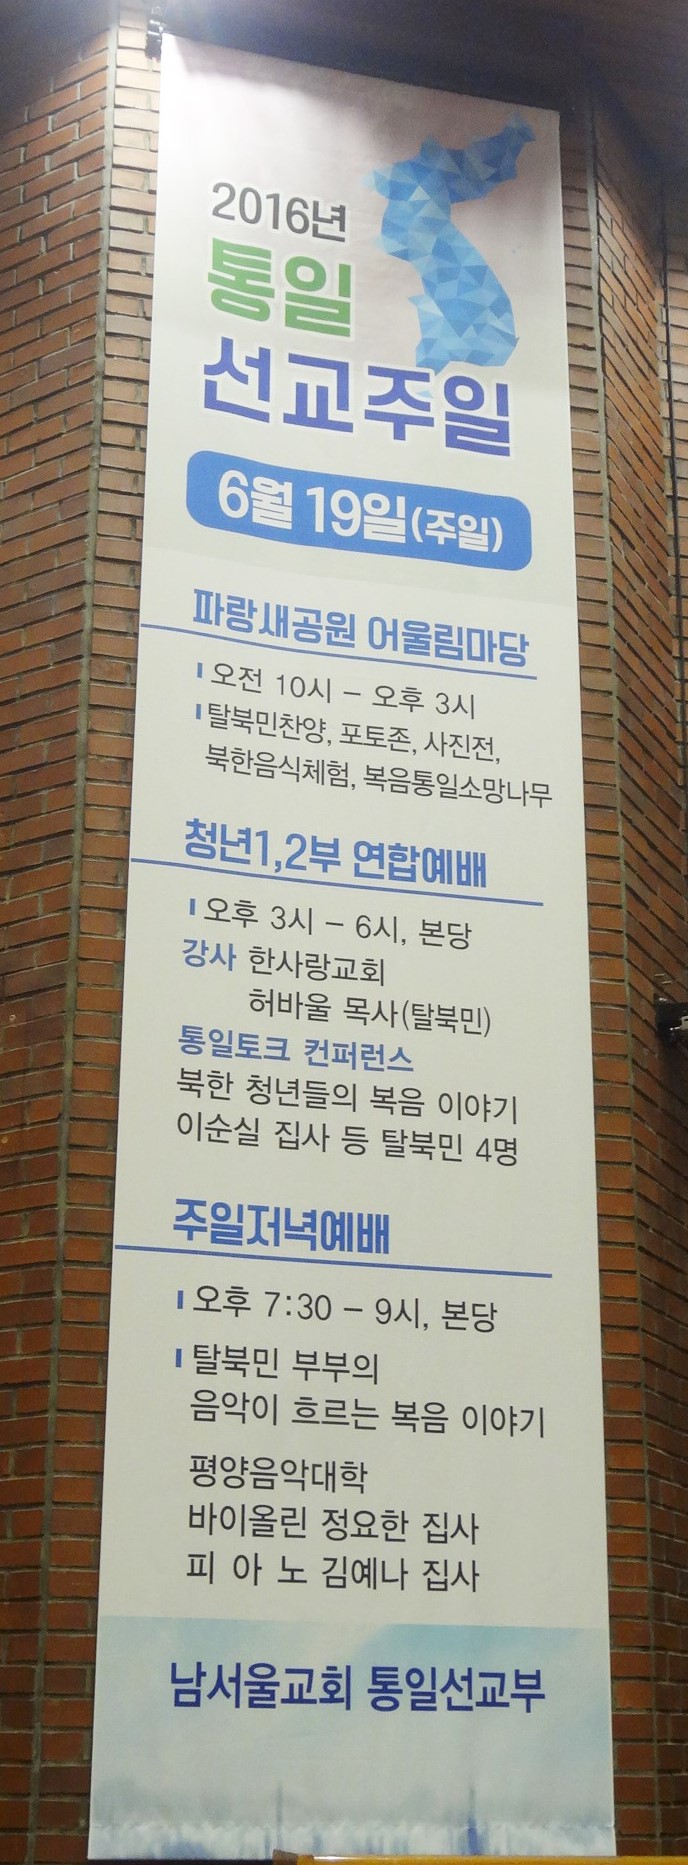 2016년
통일
선교주일
6월 19일(주일)
파랑새공원 어울림마당
오전 10시 - 오후 3시
탈북민찬양, 포토존, 사진전,
북한음식체험, 복음통일소망나무
청년1,2부 연합예배
오후 3시 - 6시, 본당
강사 한사랑교회
허바울 목사(탈북민)
통일토크 컨퍼런스
북한 청년들의 복음 이야기
이순실 집사 등 탈북민 4명
주일저녁예배
오후 7:30 - 9시, 본당
탈북민 부부의
음악이 흐르는 복음 이야기
평양음악대학
바이올린 정요한 집사
피 아 노 김예나 집사
남서울교회 통일선교부